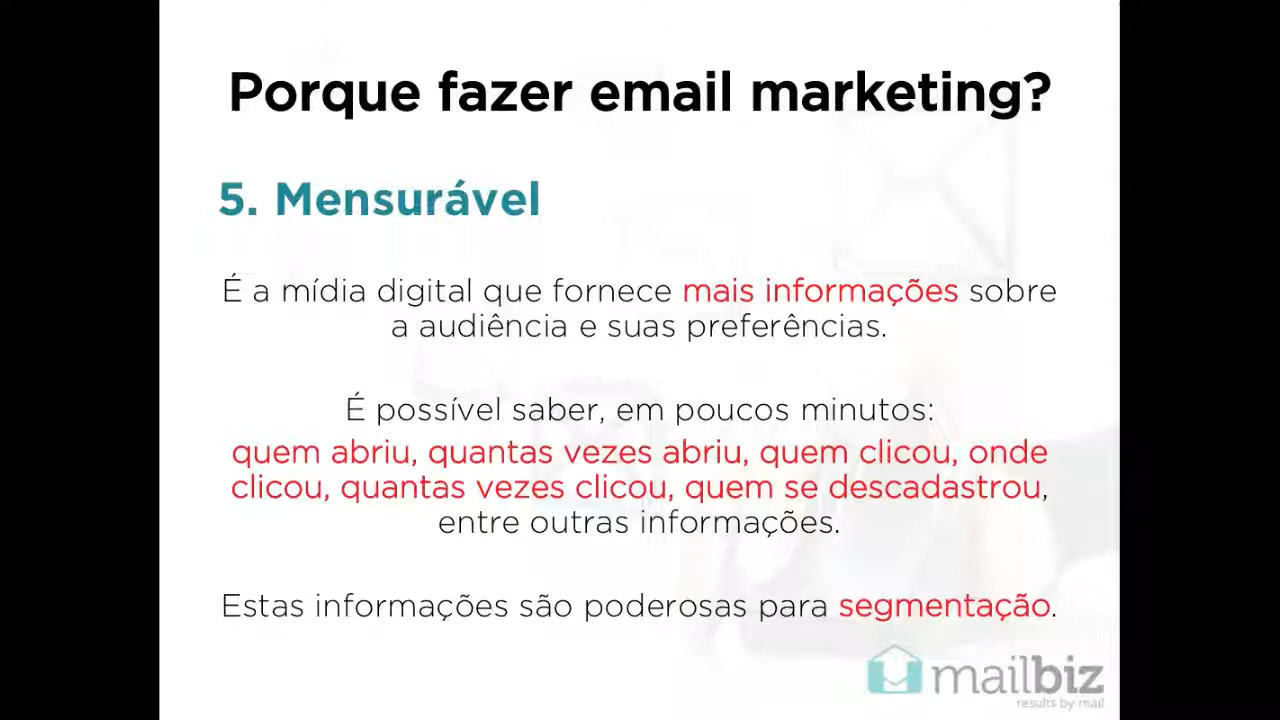 Porque fazer email marketing?
5. Mensurável
É a mídia digital que fornece mais informações sobre
a audiência e suas preferências.
É possível saber, em poucos minutos:
quem abriu, quantas vezes abriu, quem clicou, onde
clicou, quantas vezes clicou, quem se descadastrou,
entre outras informações.
Estas informações são poderosas para segmentação.
mailbiz
results by mail